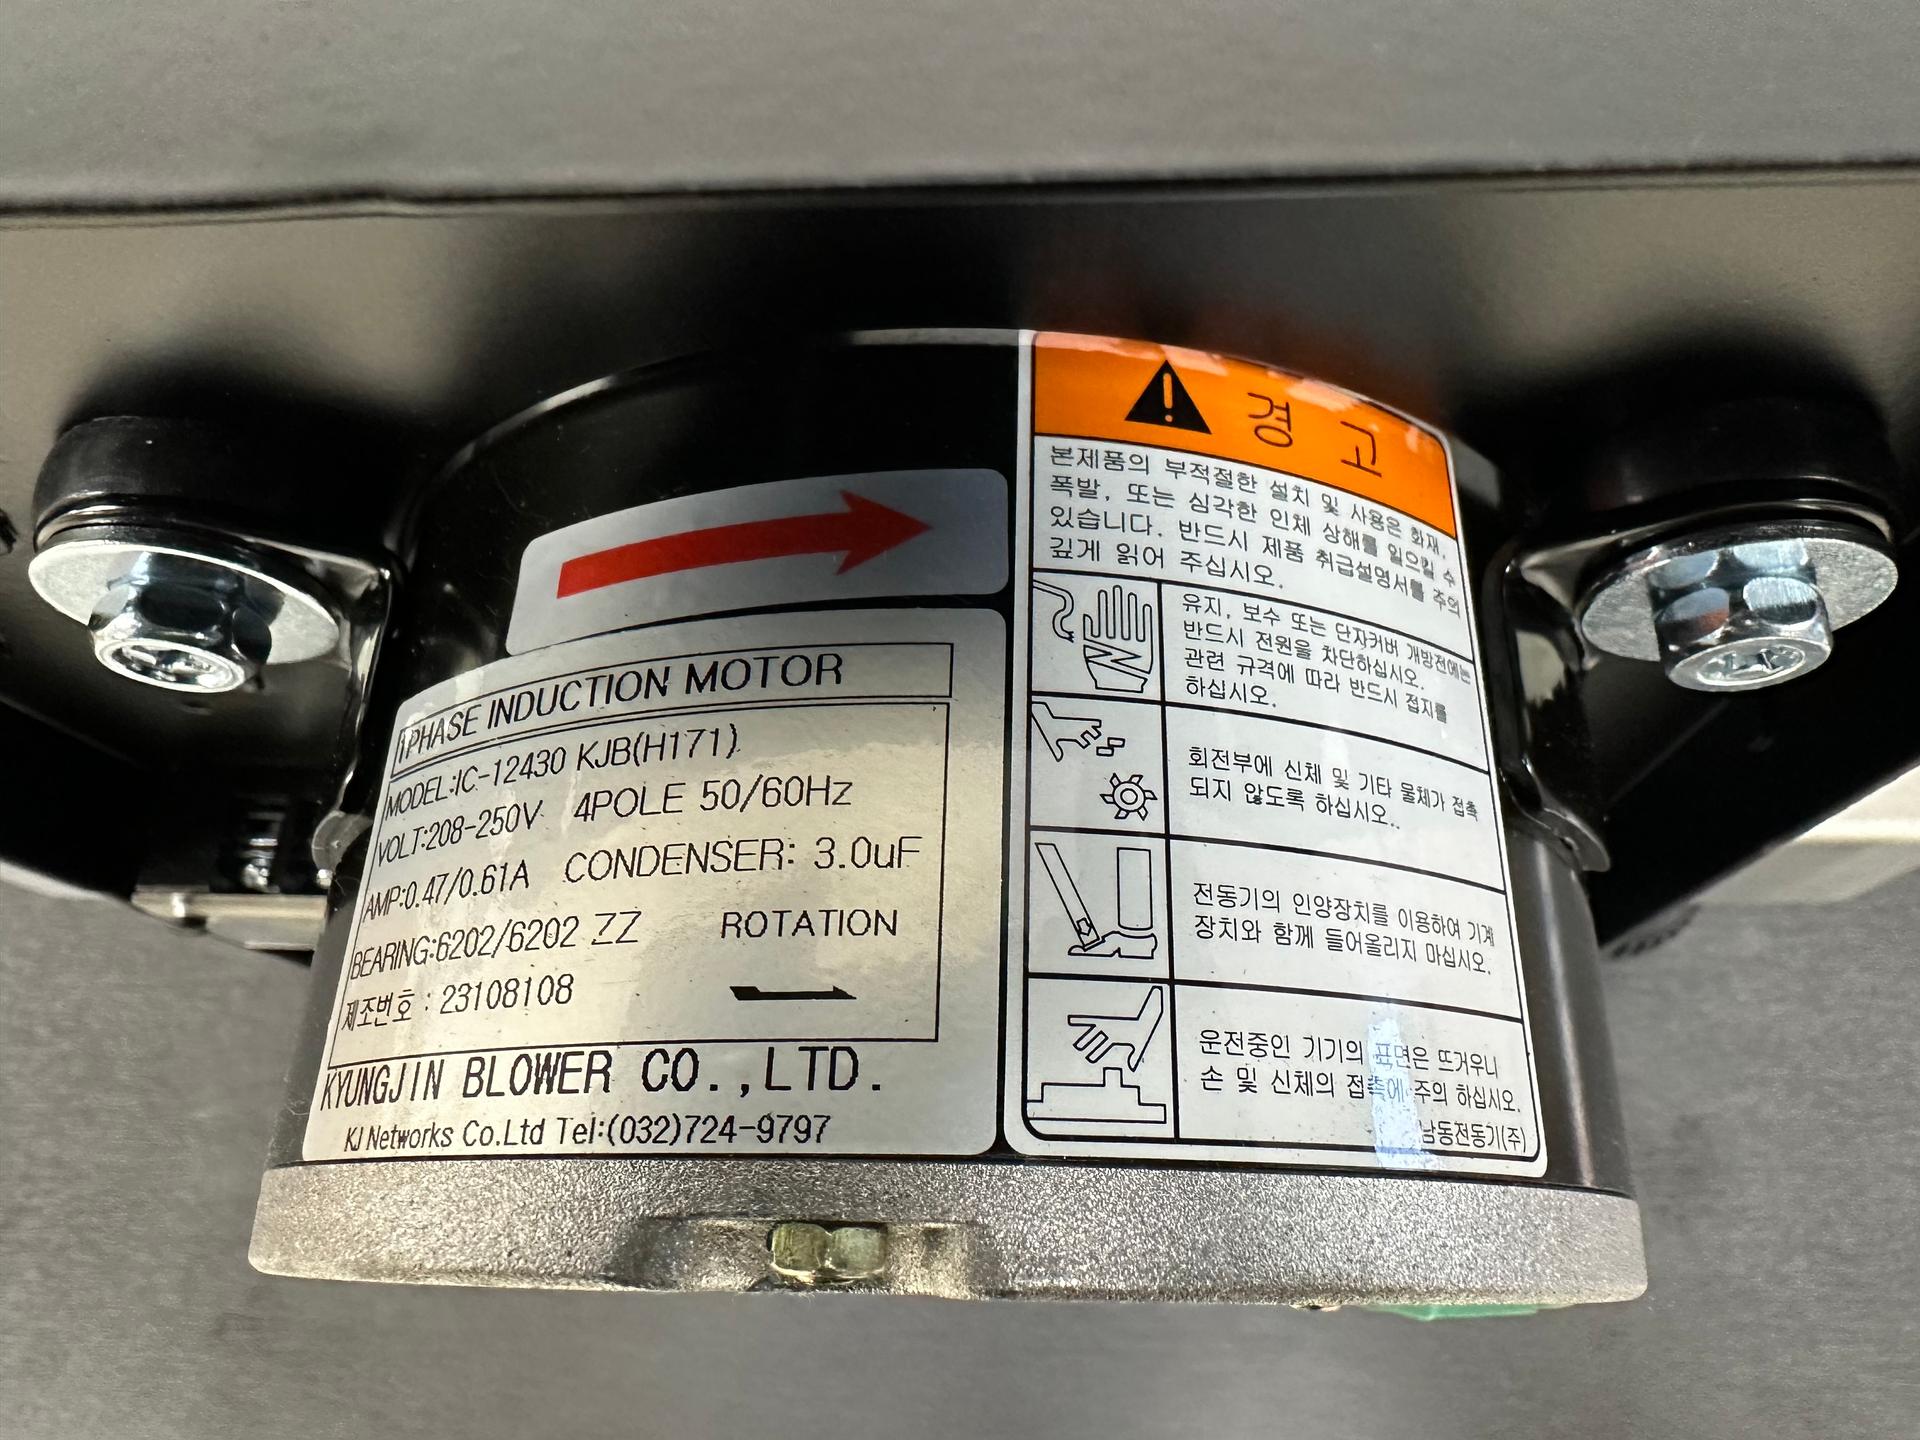 1PHASE INDUCTION MOTOR
MODEL:IC-12430 KJB(H171)
VOLT:208-250V 4POLE 50/60Hz
AMP:0.47/0.61A CONDENSER: 3.0uF
BEARING:6202/6202 ZZ ROTATION
제조번호 : 23108108
KYUNGJIN BLOWER CO.,LTD.
KJ Networks Co.Ltd Tel:(032)724-9797
경 고
본제품의 부적절한 설치 및 사용은 화재,
폭발, 또는 심각한 인체 상해를 일으킬 수
있습니다. 반드시 제품 취급설명서를 주의
깊게 읽어 주십시오.
유지, 보수 또는 단자커버 개방전에는
반드시 전원을 차단하십시오.
관련 규격에 따라 반드시 접지를
하십시오.
회전부에 신체 및 기타 물체가 접촉
되지 않도록 하십시오..
전동기의 인양장치를 이용하여 기계
장치와 함께 들어올리지 마십시오.
운전중인 기기의 표면은 뜨거우니
손 및 신체의 접촉에 주의 하십시오.
남동전동기(주)